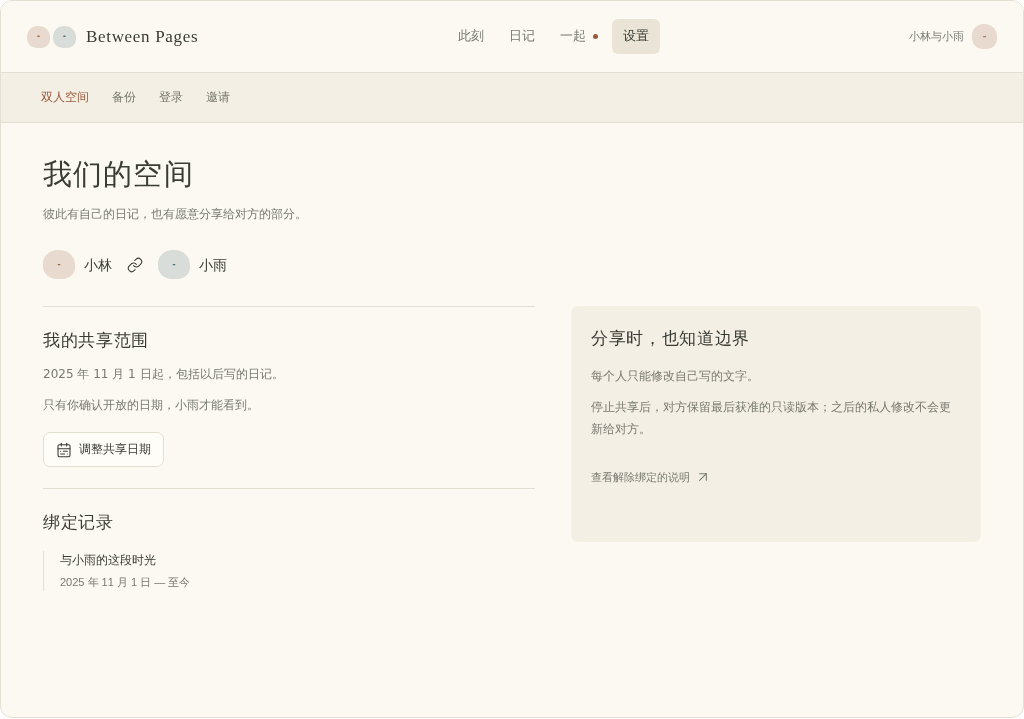 Between Pages
此刻 日记 一起 设置
小林与小雨
双人空间 备份 登录 邀请
我们的空间
彼此有自己的日记，也有愿意分享给对方的部分。
小林 小雨
我的共享范围
2025 年 11 月 1 日起，包括以后写的日记。
只有你确认开放的日期，小雨才能看到。
调整共享日期
绑定记录
与小雨的这段时光
2025 年 11 月 1 日 — 至今
分享时，也知道边界
每个人只能修改自己写的文字。
停止共享后，对方保留最后获准的只读版本；之后的私人修改不会更
新给对方。
查看解除绑定的说明